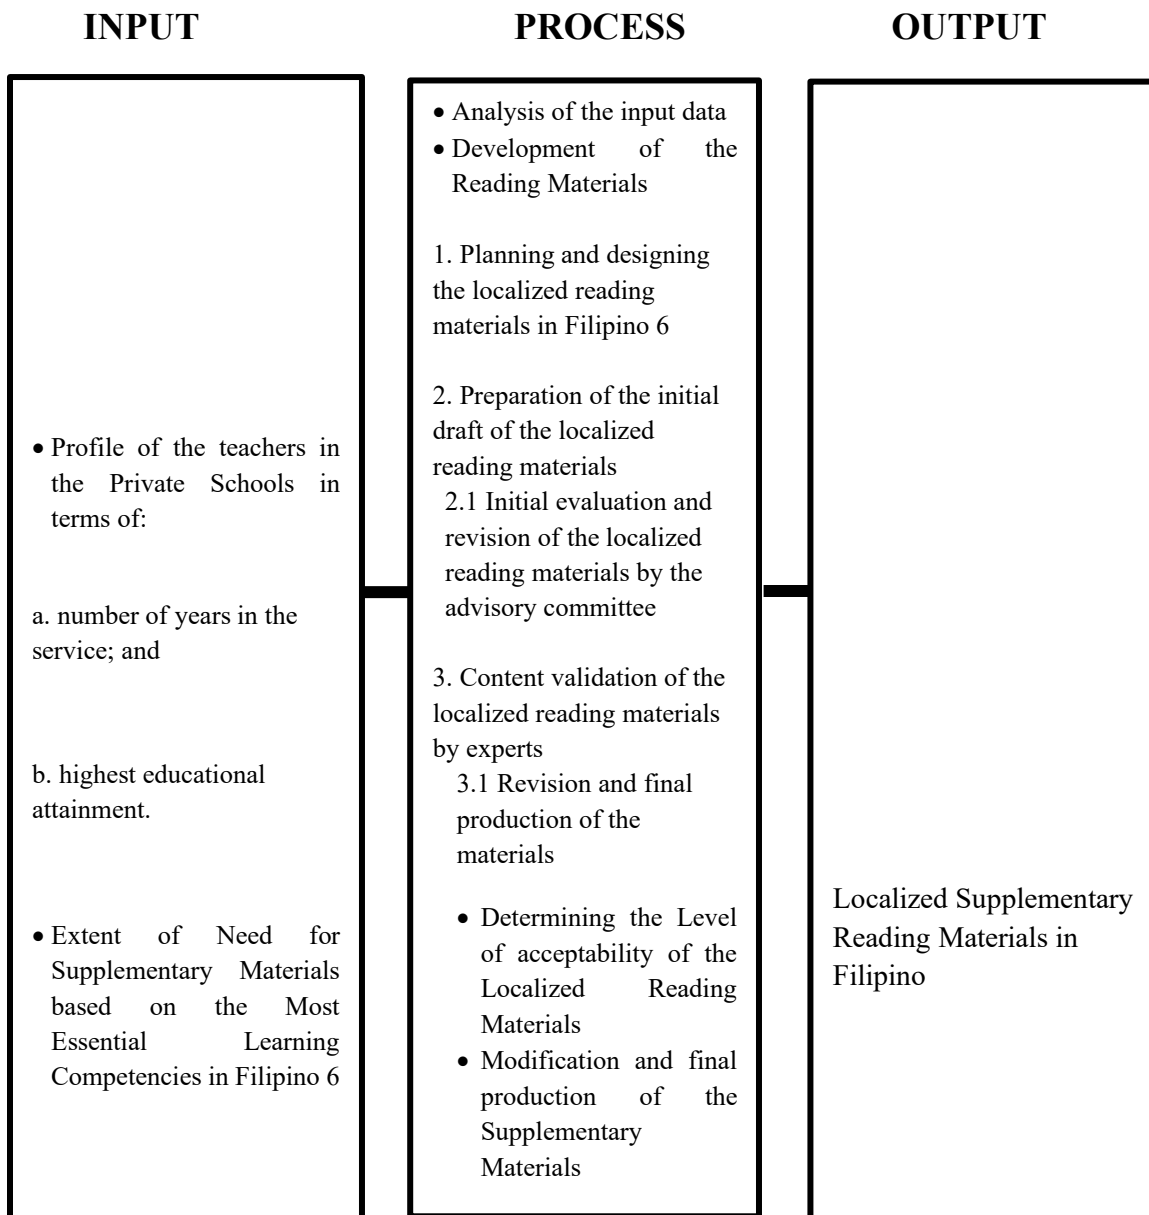 INPUT
PROCESS
OUTPUT
• Profile of the teachers in
the Private Schools in
terms of:
a. number of years in the
service; and
b. highest educational
attainment.
• Extent of Need for
Supplementary Materials
based on the Most
Essential Learning
Competencies in Filipino 6
• Analysis of the input data
• Development of the
Reading Materials
1. Planning and designing
the localized reading
materials in Filipino 6
2. Preparation of the initial
draft of the localized
reading materials
2.1 Initial evaluation and
revision of the localized
reading materials by the
advisory committee
3. Content validation of the
localized reading materials
by experts
3.1 Revision and final
production of the
materials
• Determining the Level
of acceptability of the
Localized Reading
Materials
• Modification and final
production of the
Supplementary
Materials
Localized Supplementary
Reading Materials in
Filipino